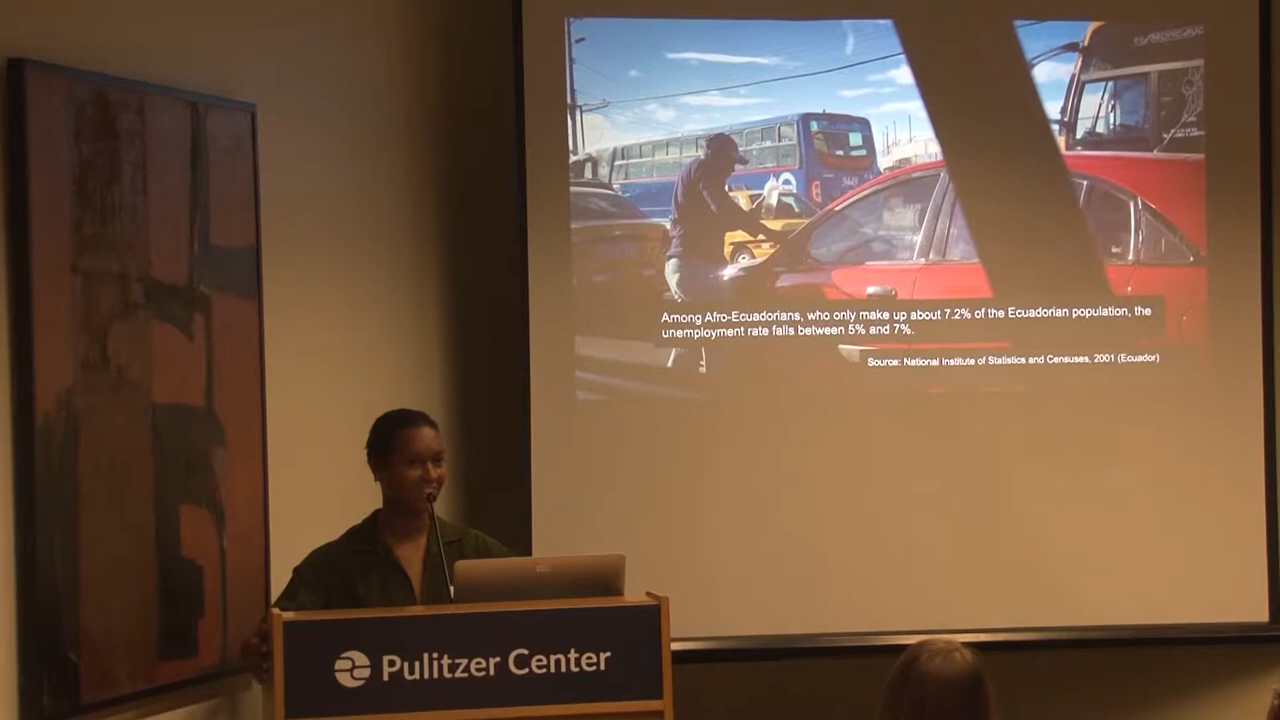 Among Afro-Ecuadorians, who only make up about 7.2% of the Ecuadorian population, the
unemployment rate falls between 5% and 7%.
Source: National Institute of Statistics and Censuses, 2001 (Ecuador)
Pulitzer Center